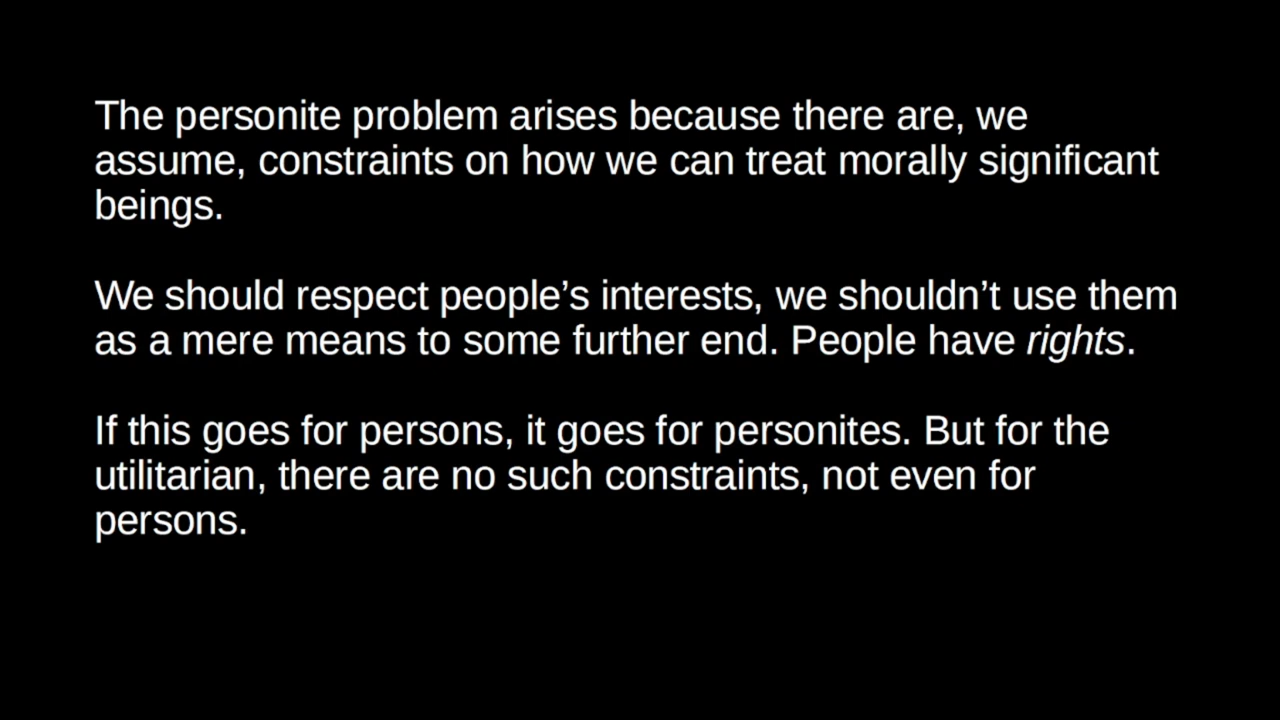 The personite problem arises because there are, we
assume, constraints on how we can treat morally significant
beings.
We should respect people’s interests, we shouldn’t use them
as a mere means to some further end. People have rights.
If this goes for persons, it goes for personites. But for the
utilitarian, there are no such constraints, not even for
persons.